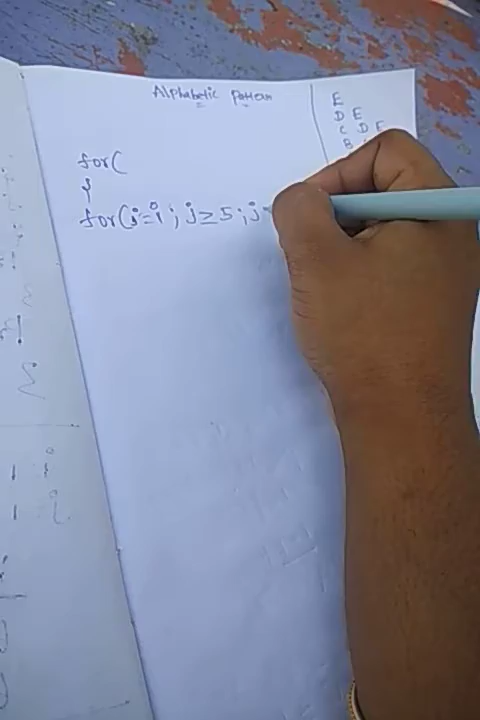 Alphabetic Pattern
E
D E
C D E
B
for(
{
for(j=i; j≥5; j